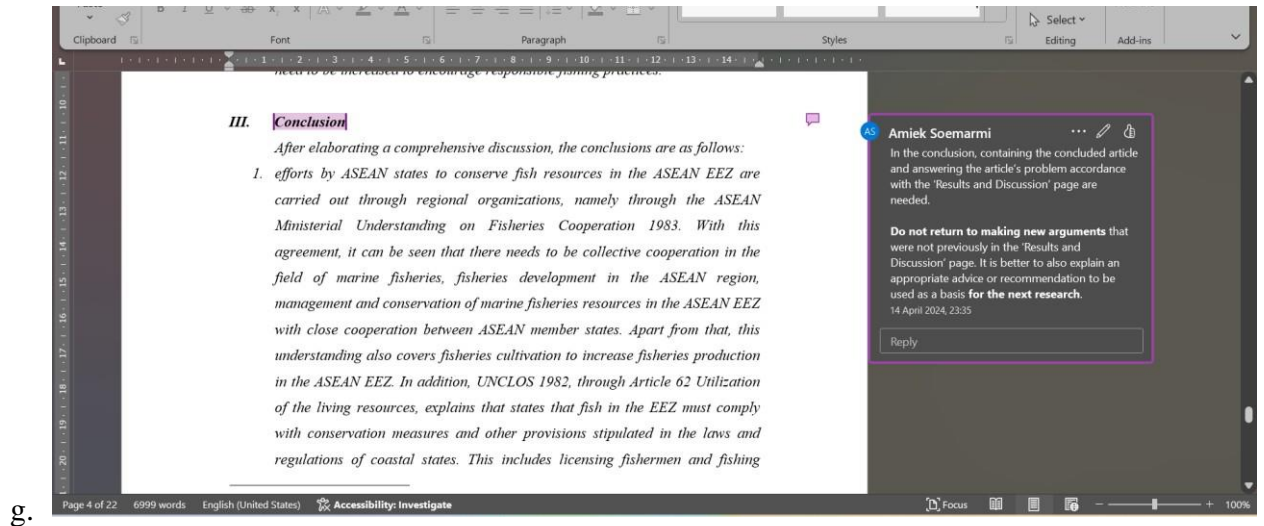 Clipboard
Font
Paragraph
Styles
Select
Editing
Add-ins
need to be increased to encourage responsible fishing practices.
III. Conclusion
After elaborating a comprehensive discussion, the conclusions are as follows:
1. efforts by ASEAN states to conserve fish resources in the ASEAN EEZ are
carried out through regional organizations, namely through the ASEAN
Ministerial Understanding on Fisheries Cooperation 1983. With this
agreement, it can be seen that there needs to be collective cooperation in the
field of marine fisheries, fisheries development in the ASEAN region,
management and conservation of marine fisheries resources in the ASEAN EEZ
with close cooperation between ASEAN member states. Apart from that, this
understanding also covers fisheries cultivation to increase fisheries production
in the ASEAN EEZ. In addition, UNCLOS 1982, through Article 62 Utilization
of the living resources, explains that states that fish in the EEZ must comply
with conservation measures and other provisions stipulated in the laws and
regulations of coastal states. This includes licensing fishermen and fishing
AS Amiek Soemarmi
In the conclusion, containing the concluded article
and answering the article's problem accordance
with the 'Results and Discussion' page are
needed.
Do not return to making new arguments that
were not previously in the 'Results and
Discussion' page. It is better to also explain an
appropriate advice or recommendation to be
used as a basis for the next research.
14 April 2024, 23:35
Reply
Page 4 of 22 6999 words English (United States) Accessibility: Investigate Focus 100%
g.